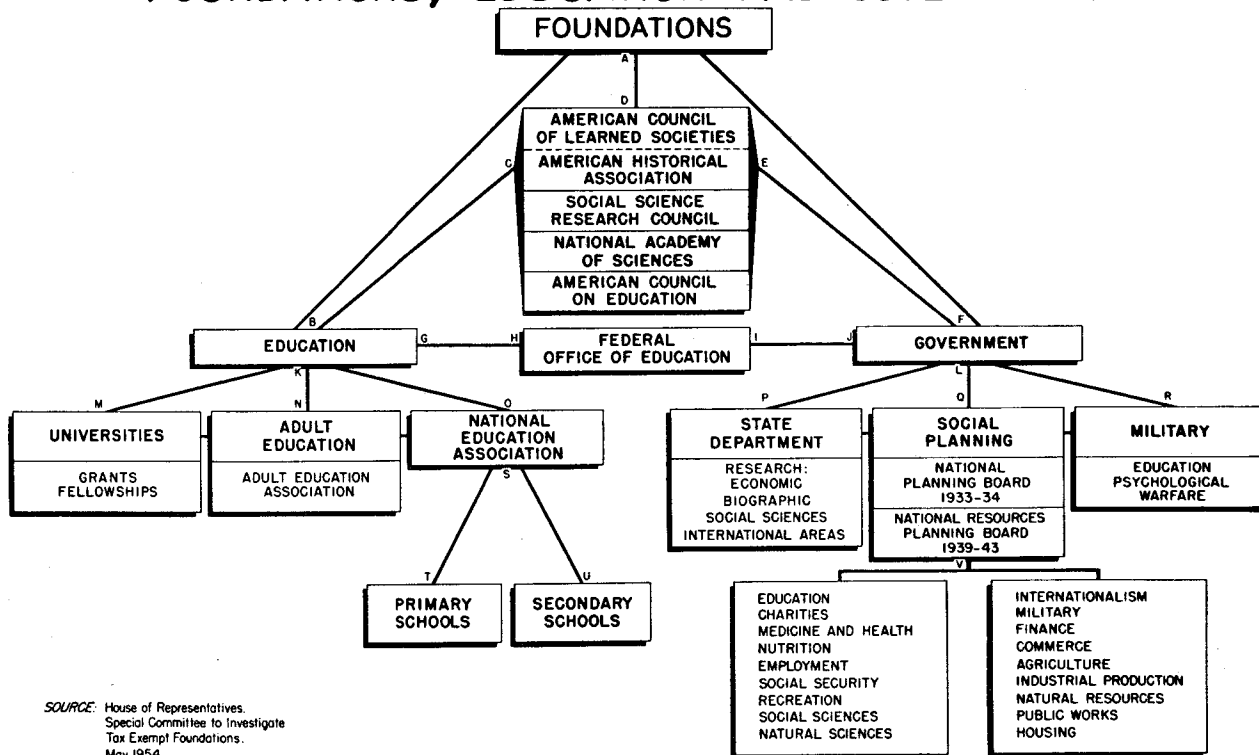 FOUNDATIONS
A
D
AMERICAN COUNCIL
OF LEARNED SOCIETIES
C
AMERICAN HISTORICAL
ASSOCIATION
E
SOCIAL SCIENCE
RESEARCH COUNCIL
NATIONAL ACADEMY
OF SCIENCES
AMERICAN COUNCIL
ON EDUCATION
B
F
EDUCATION
G
H
FEDERAL
OFFICE OF EDUCATION
I
J
GOVERNMENT
K
L
M
N
O
P
Q
R
UNIVERSITIES
GRANTS
FELLOWSHIPS
ADULT
EDUCATION
ADULT EDUCATION
ASSOCIATION
NATIONAL
EDUCATION
ASSOCIATION
S
STATE
DEPARTMENT
RESEARCH:
ECONOMIC
BIOGRAPHIC
SOCIAL SCIENCES
INTERNATIONAL AREAS
SOCIAL
PLANNING
NATIONAL
PLANNING BOARD
1933-34
NATIONAL RESOURCES
PLANNING BOARD
1939-43
MILITARY
EDUCATION
PSYCHOLOGICAL
WARFARE
V
T
U
PRIMARY
SCHOOLS
SECONDARY
SCHOOLS
EDUCATION
CHARITIES
MEDICINE AND HEALTH
NUTRITION
EMPLOYMENT
SOCIAL SECURITY
RECREATION
SOCIAL SCIENCES
NATURAL SCIENCES
INTERNATIONALISM
MILITARY
FINANCE
COMMERCE
AGRICULTURE
INDUSTRIAL PRODUCTION
NATURAL RESOURCES
PUBLIC WORKS
HOUSING
SOURCE: House of Representatives.
Special Committee to Investigate
Tax Exempt Foundations.
May 1954